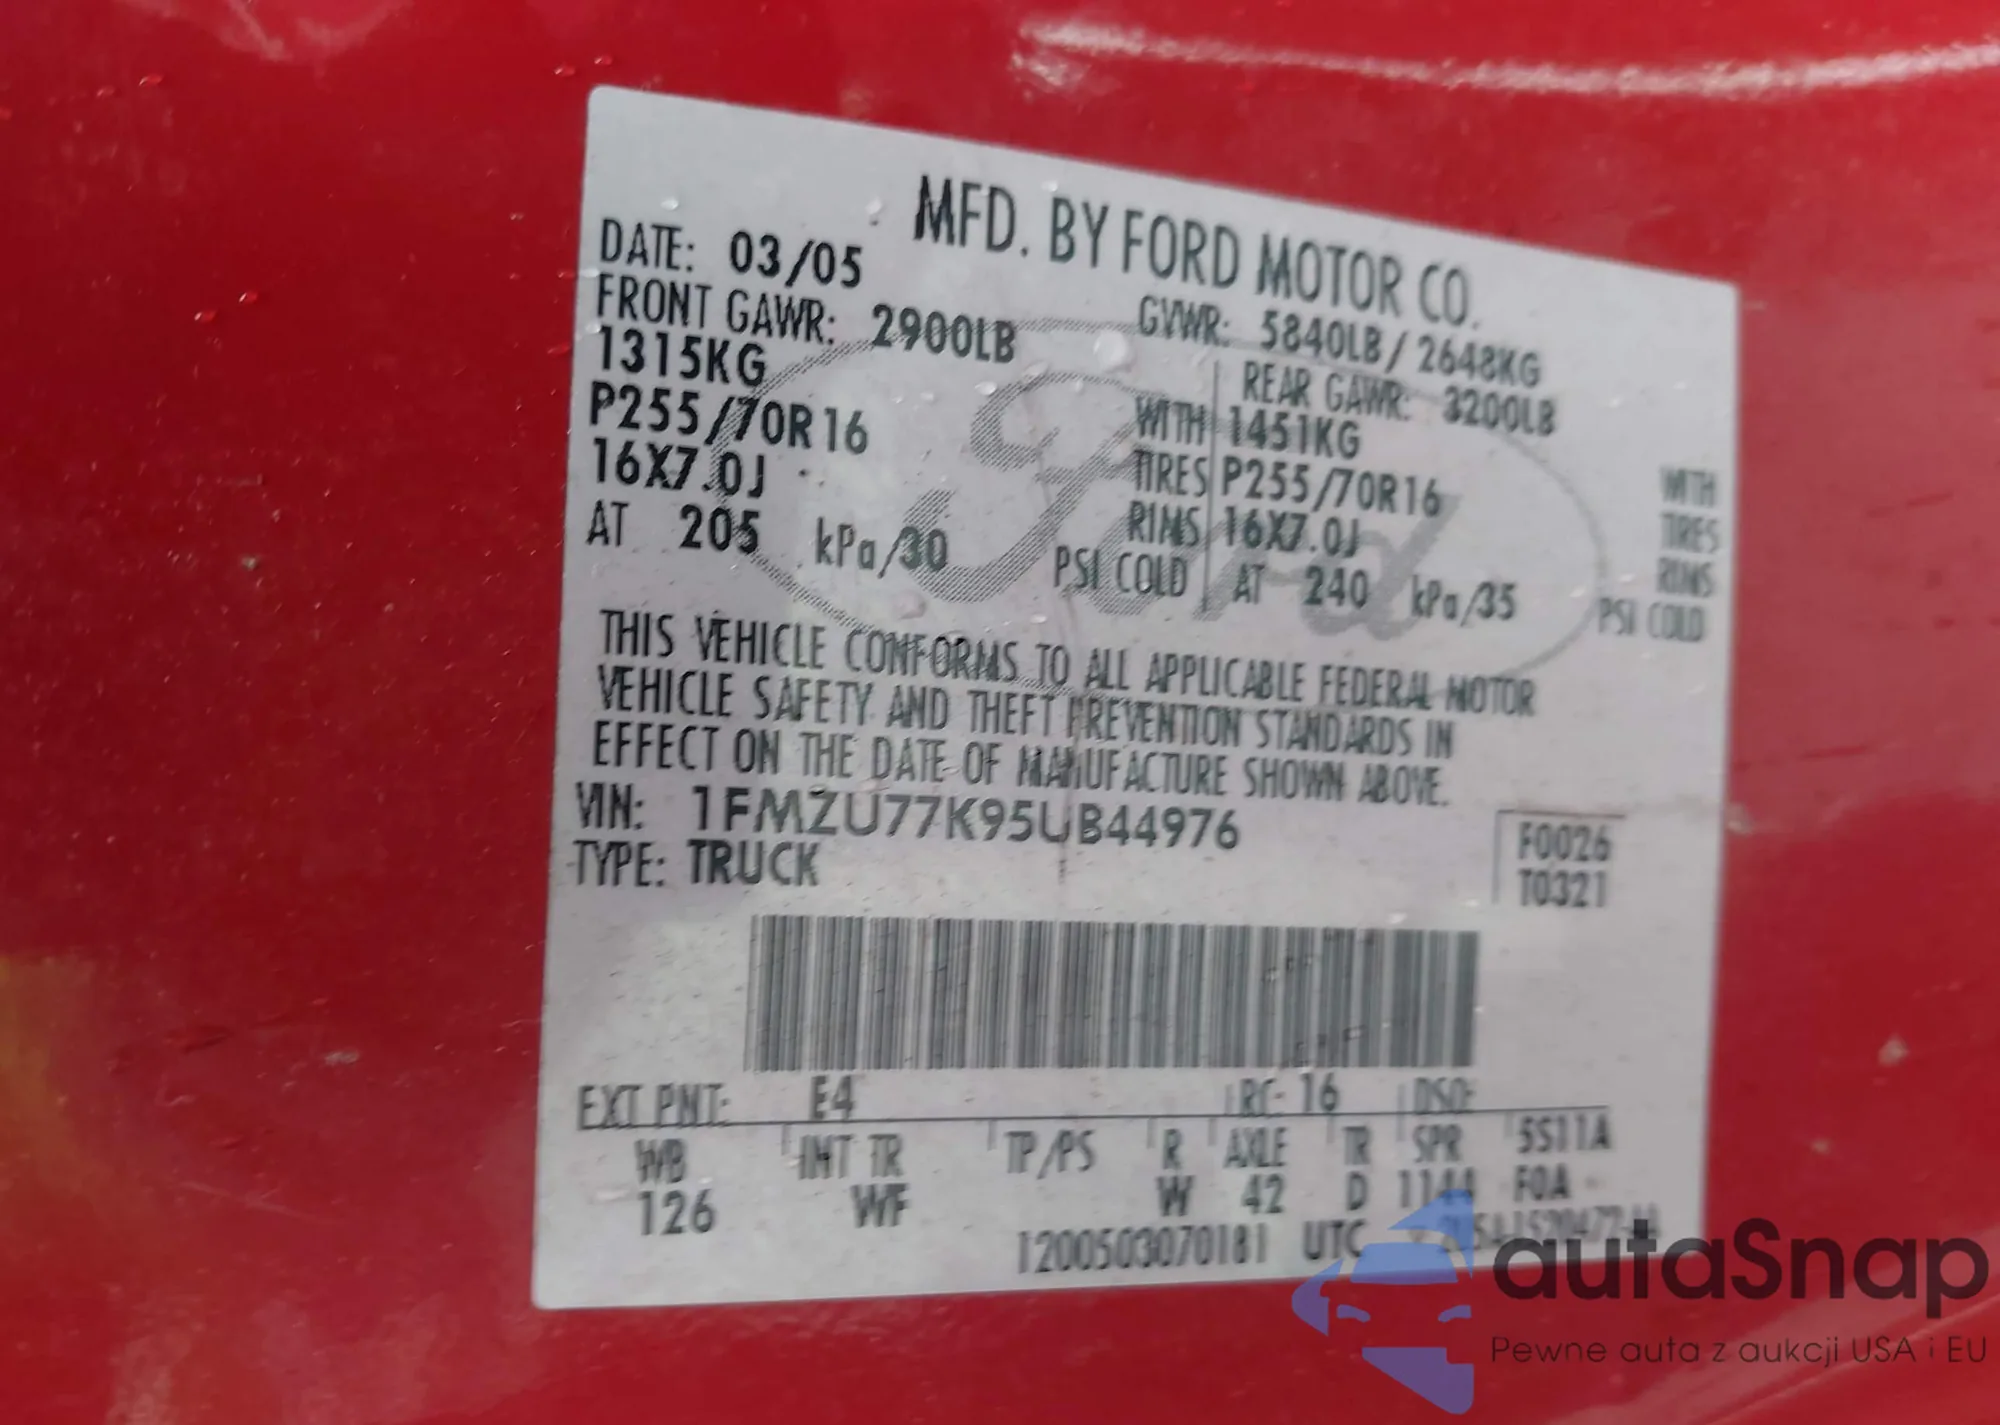 MFD. BY FORD MOTOR CO.
DATE: 03/05
GVWR: 5840LB / 2648KG
FRONT GAWR: 2900LB
REAR GAWR: 3200LB
1315KG WITH 1451KG WITH
P255/70R16 TIRES P255/70R16 TIRES
16X7.0J RIMS 16X7.0J RIMS
AT 205 kPa/30 PSI COLD AT 240 kPa/35 PSI COLD
Ford
THIS VEHICLE CONFORMS TO ALL APPLICABLE FEDERAL MOTOR
VEHICLE SAFETY AND THEFT PREVENTION STANDARDS IN
EFFECT ON THE DATE OF MANUFACTURE SHOWN ABOVE.
VIN: 1FMZU77K95UB44976
TYPE: TRUCK
F0026
T0321
EXT PNT: E4 RC: 16 DSO:
WB INT TR TP/PS R AXLE TR SPR 5S11A
126 WF W 42 D 1144 F0A
1200503070181 UTC
autaSnap
Pewne auta z aukcji USA i EU